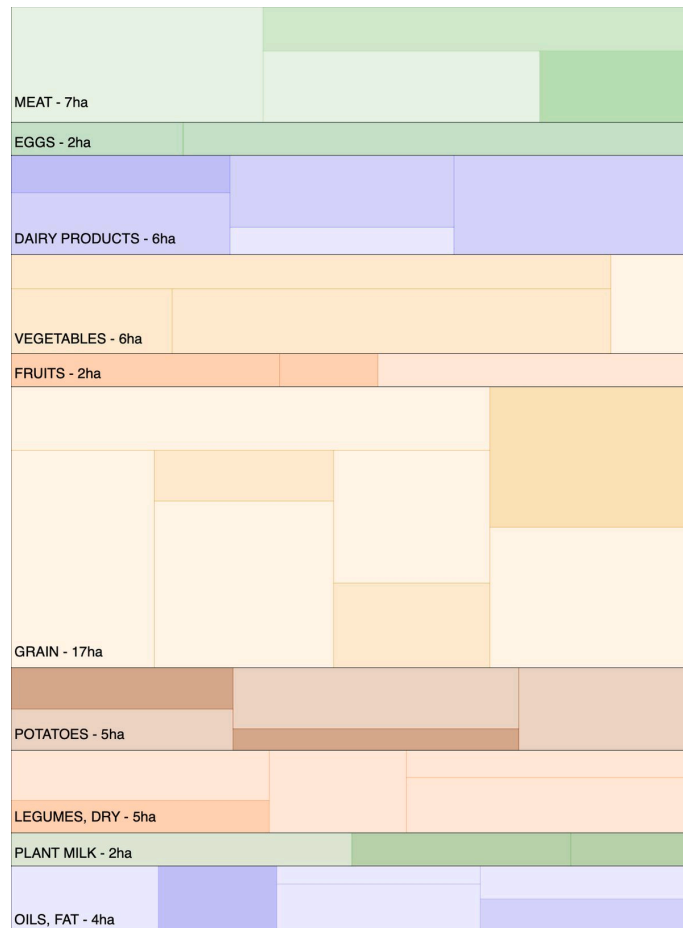 MEAT - 7ha
EGGS - 2ha
DAIRY PRODUCTS - 6ha
VEGETABLES - 6ha
FRUITS - 2ha
GRAIN - 17ha
POTATOES - 5ha
LEGUMES, DRY - 5ha
PLANT MILK - 2ha
OILS, FAT - 4ha